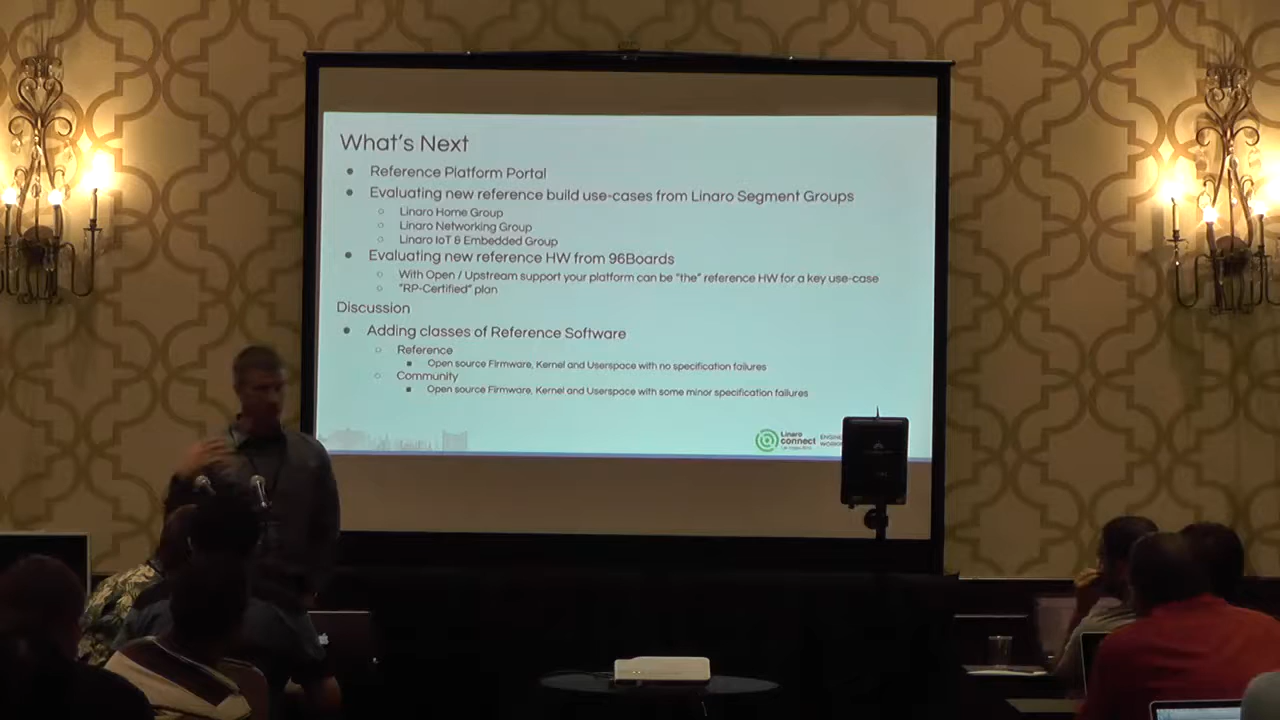 What's Next
● Reference Platform Portal
● Evaluating new reference build use-cases from Linaro Segment Groups
○ Linaro Home Group
○ Linaro Networking Group
○ Linaro IoT & Embedded Group
● Evaluating new reference HW from 96Boards
○ With Open / Upstream support your platform can be "the" reference HW for a key use-case
○ "RP-Certified" plan
Discussion
● Adding classes of Reference Software
○ Reference
■ Open source Firmware, Kernel and Userspace with no specification failures
○ Community
■ Open source Firmware, Kernel and Userspace with some minor specification failures
Linaro
connect